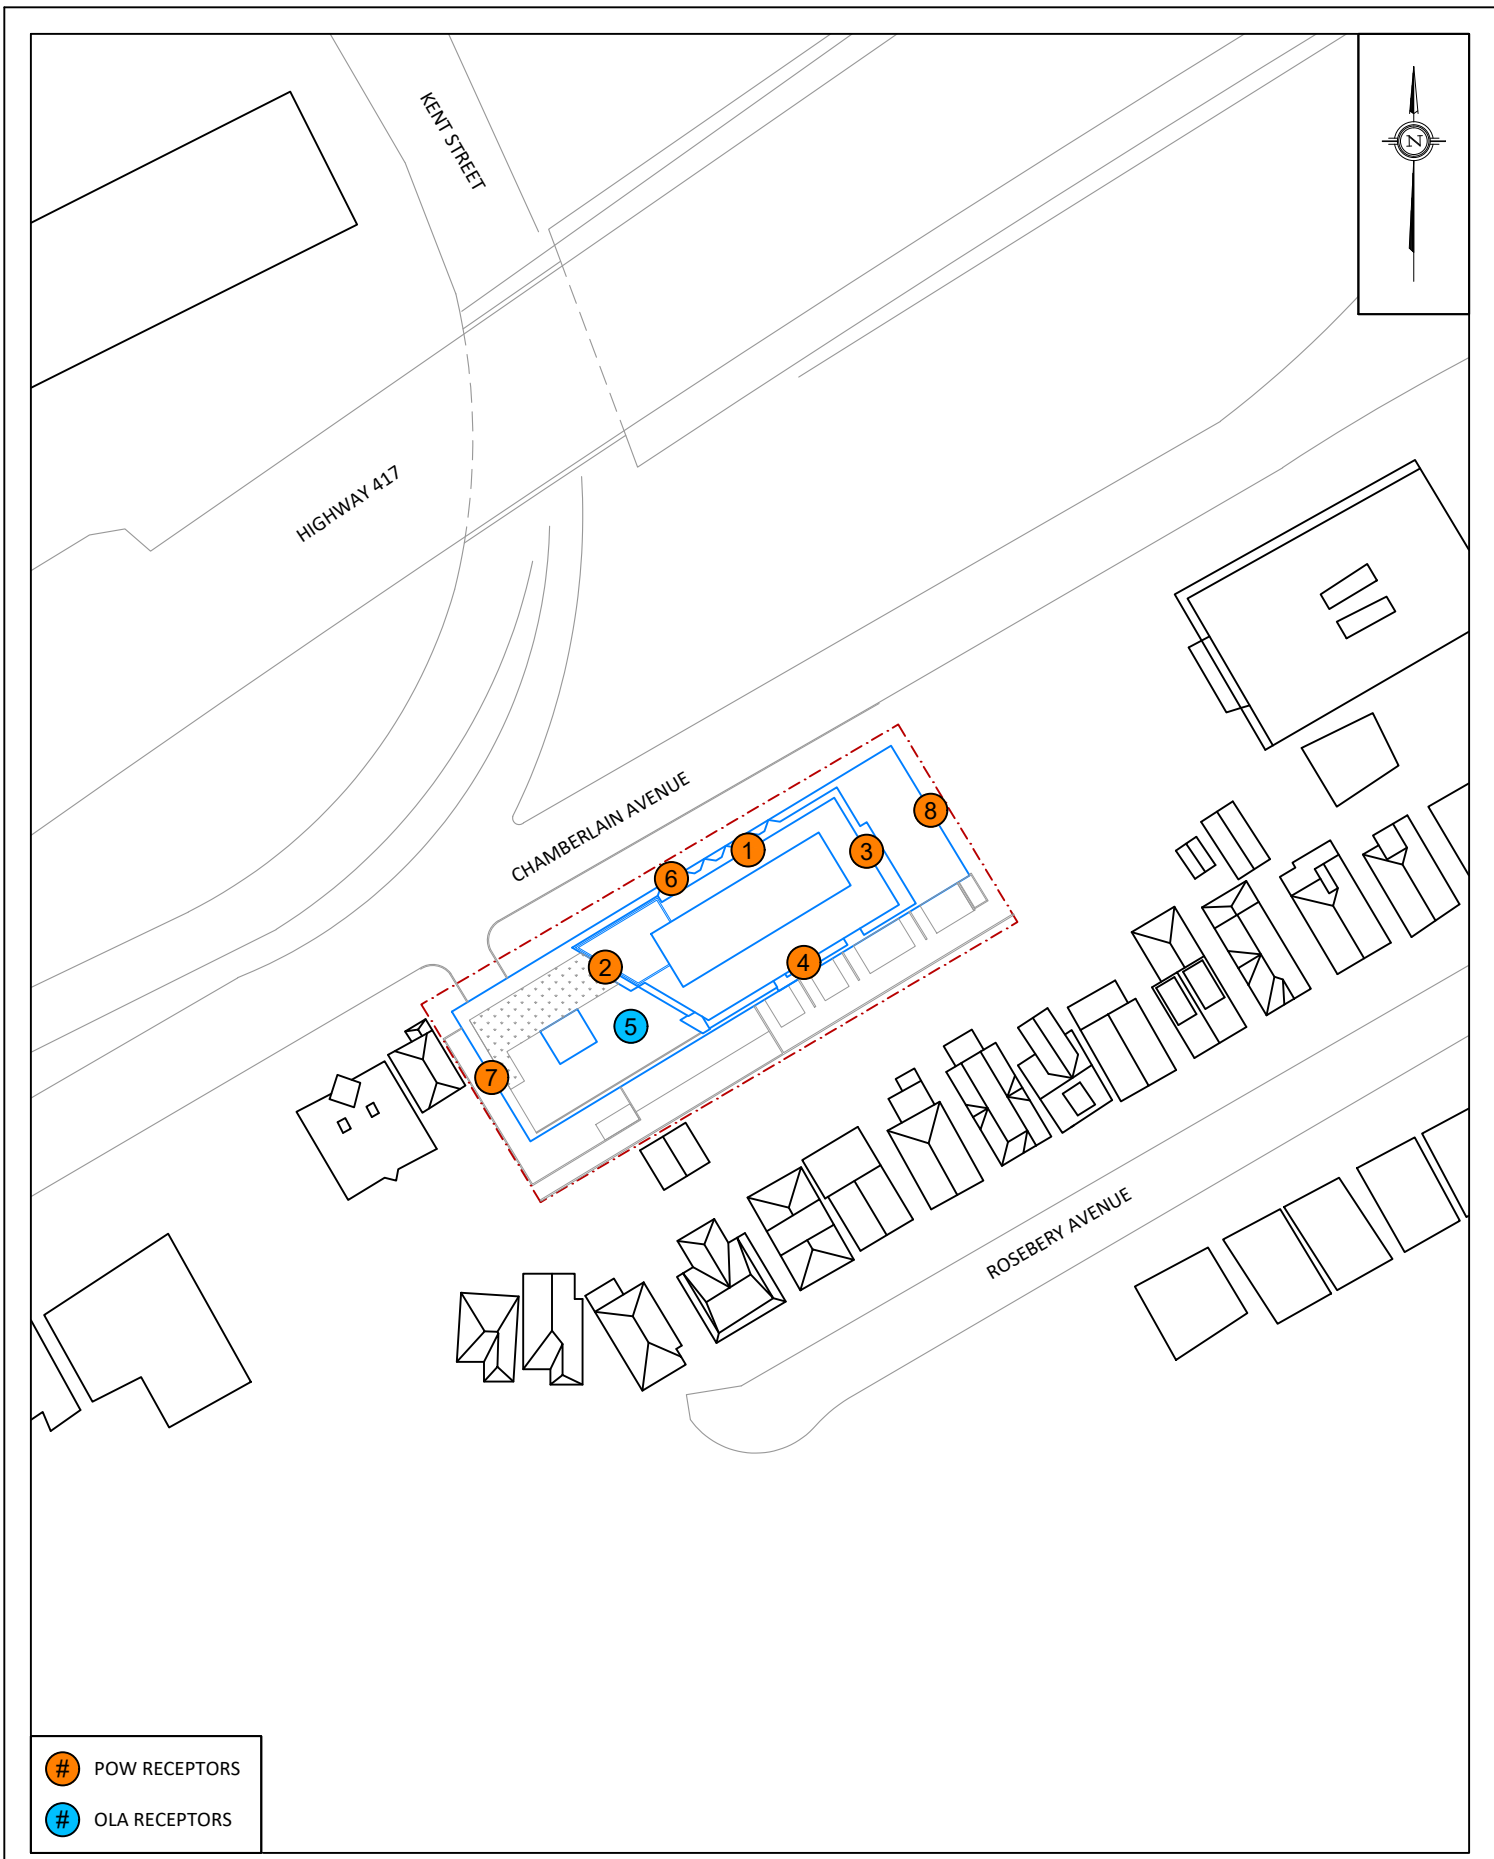 KENT STREET
N
HIGHWAY 417
CHAMBERLAIN AVENUE
8
1
3
6
4
2
5
7
ROSEBERY AVENUE
# POW RECEPTORS
# OLA RECEPTORS